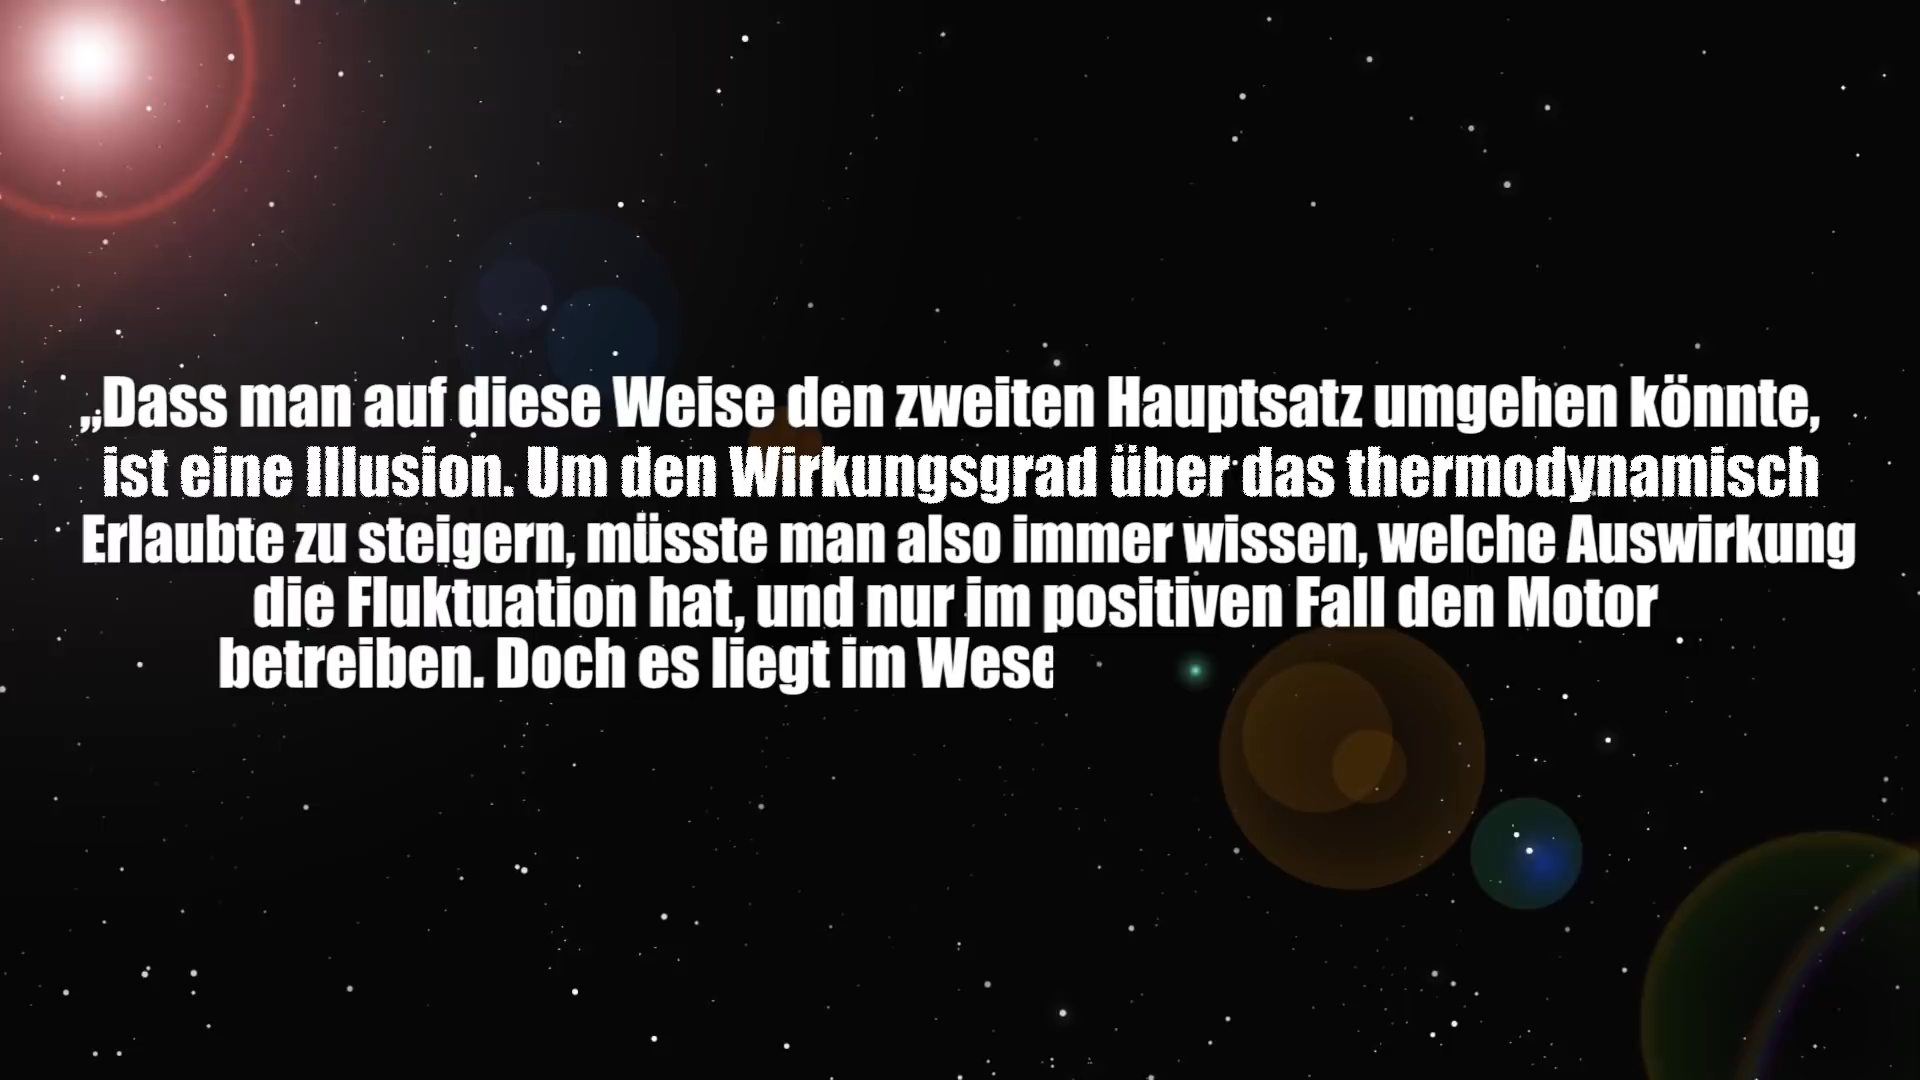 „Dass man auf diese Weise den zweiten Hauptsatz umgehen könnte,
ist eine Illusion. Um den Wirkungsgrad über das thermodynamisch
Erlaubte zu steigern, müsste man also immer wissen, welche Auswirkung
die Fluktuation hat, und nur im positiven Fall den Motor
betreiben. Doch es liegt im Wese